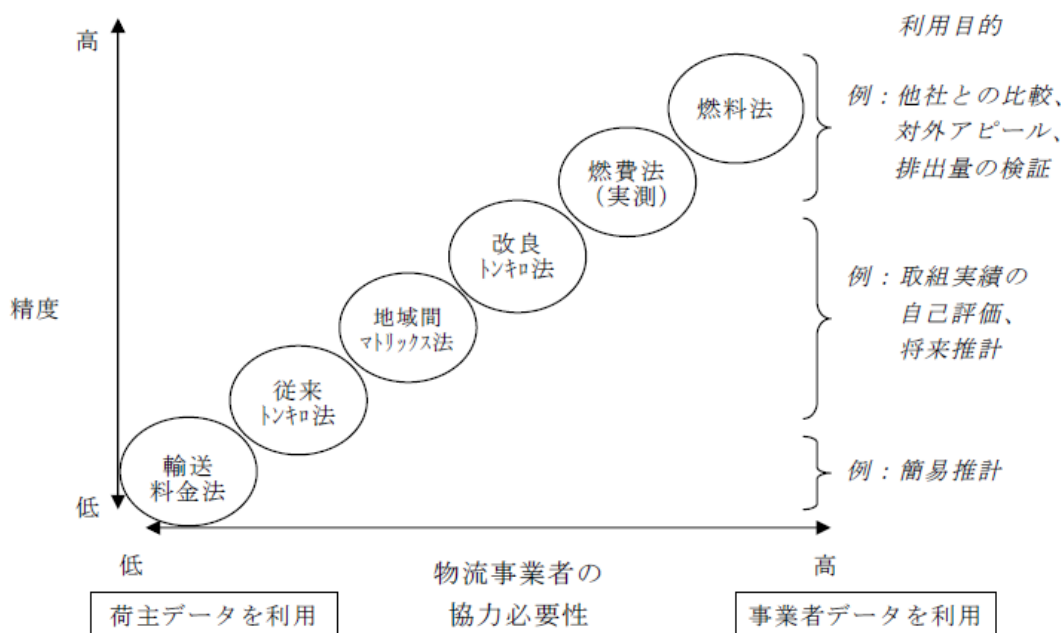 高
利用目的
燃料法
例：他社との比較、
対外アピール、
排出量の検証
燃費法
（実測）
改良
ﾄﾝｷﾛ法
例：取組実績の
自己評価、
将来推計
精度
地域間
ﾏﾄﾘｯｸｽ法
従来
ﾄﾝｷﾛ法
輸送
料金法
例：簡易推計
低
低
物流事業者の
協力必要性
高
荷主データを利用
事業者データを利用